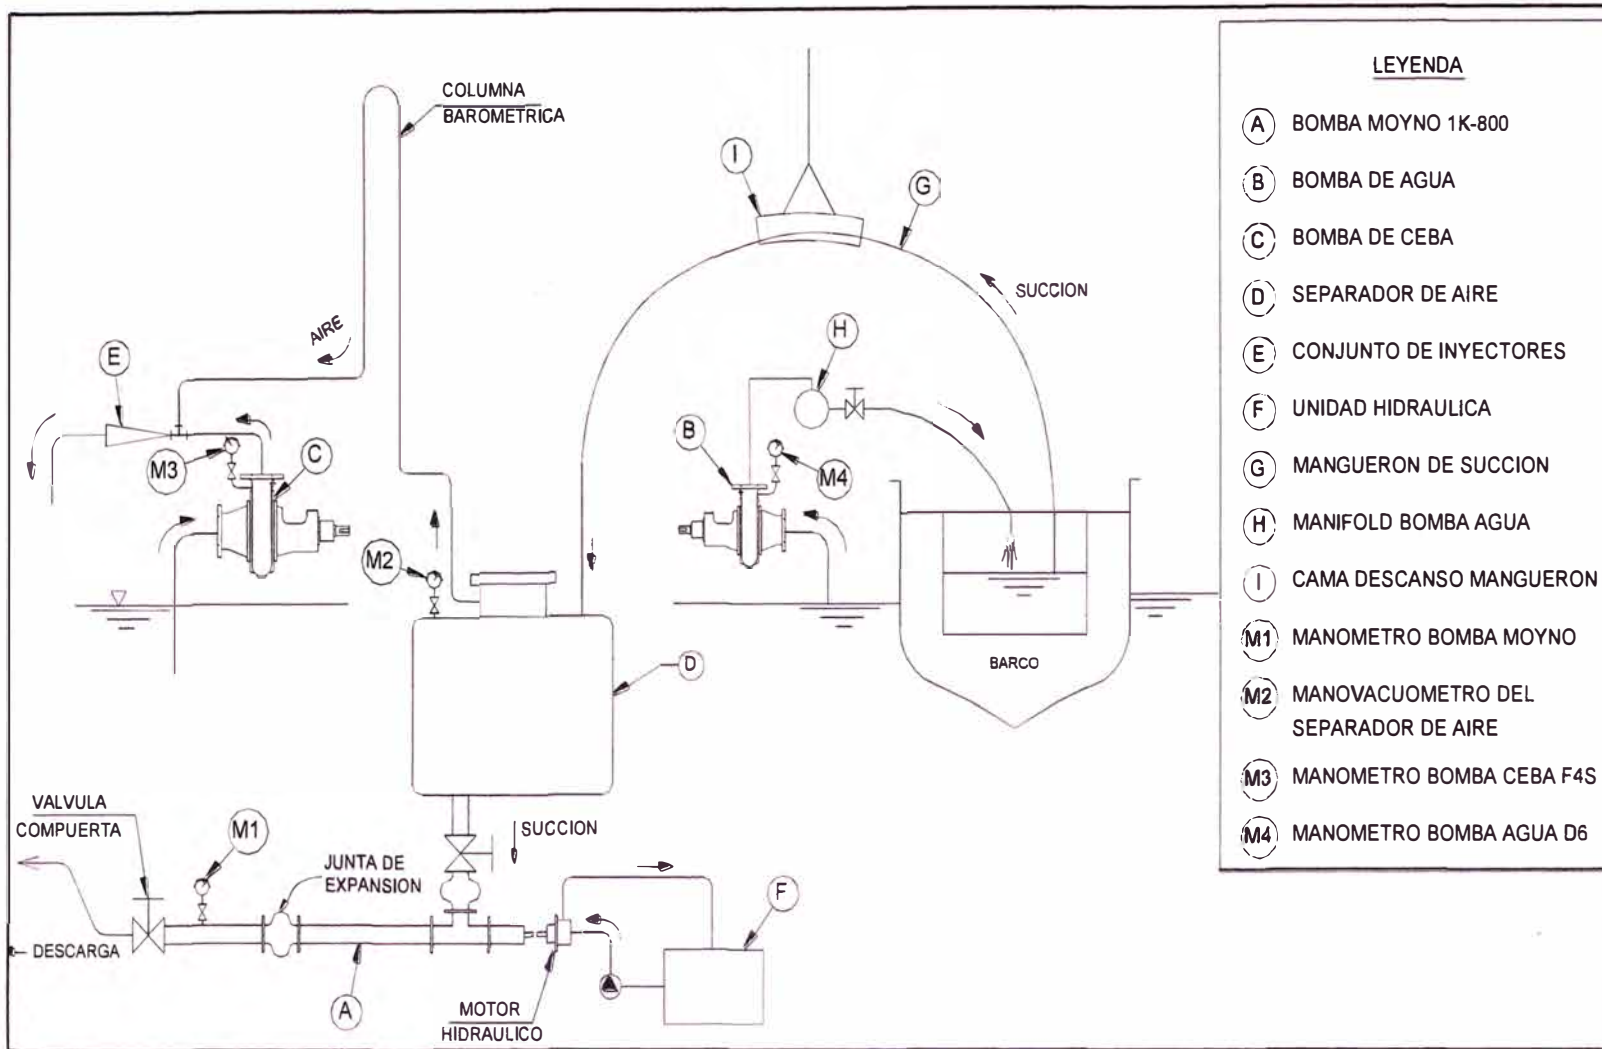 COLUMNA
BAROMETRICA
AIRE
E
M3
C
M2
I
G
SUCCION
H
B
M4
BARCO
D
VALVULA
COMPUERTA
M1
JUNTA DE
EXPANSION
SUCCION
F
DESCARGA
A
MOTOR
HIDRAULICO
LEYENDA
A BOMBA MOYNO 1K-800
B BOMBA DE AGUA
C BOMBA DE CEBA
D SEPARADOR DE AIRE
E CONJUNTO DE INYECTORES
F UNIDAD HIDRAULICA
G MANGUERON DE SUCCION
H MANIFOLD BOMBA AGUA
I CAMA DESCANSO MANGUERON
M1 MANOMETRO BOMBA MOYNO
M2 MANOVACUOMETRO DEL
SEPARADOR DE AIRE
M3 MANOMETRO BOMBA CEBA F4S
M4 MANOMETRO BOMBA AGUA D6